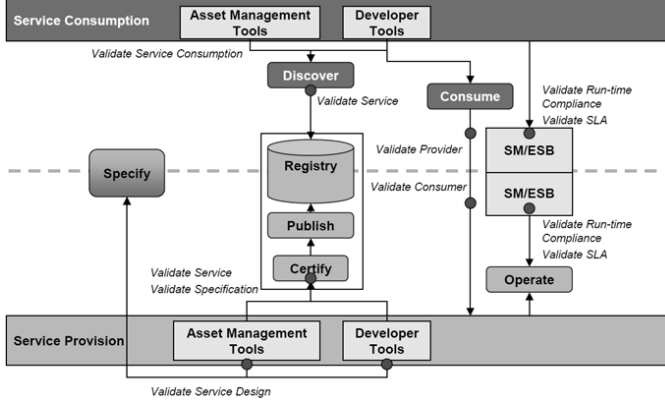 Service Consumption
Asset Management
Tools
Developer
Tools
Validate Service Consumption
Discover
Validate Service
Consume
Validate Run-time
Compliance
Validate SLA
Validate Provider
SM/ESB
Registry
Specify
Validate Consumer
SM/ESB
Publish
Validate Run-time
Compliance
Validate SLA
Validate Service
Validate Specification
Certify
Operate
Service Provision
Asset Management
Tools
Developer
Tools
Validate Service Design